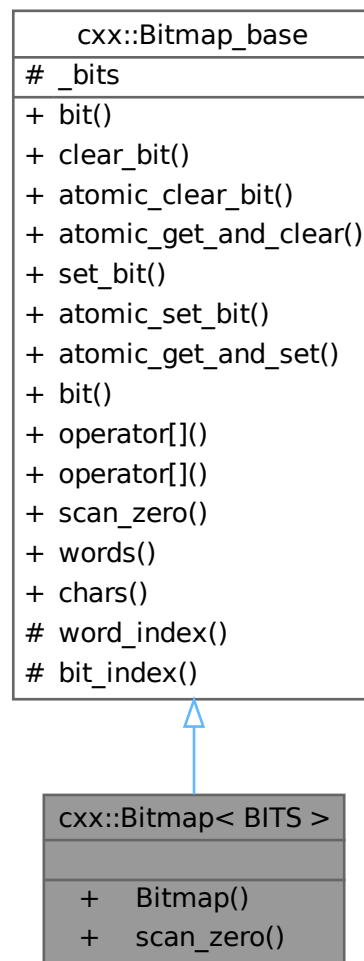 cxx::Bitmap_base
# _bits
+ bit()
+ clear_bit()
+ atomic_clear_bit()
+ atomic_get_and_clear()
+ set_bit()
+ atomic_set_bit()
+ atomic_get_and_set()
+ bit()
+ operator[]()
+ operator[]()
+ scan_zero()
+ words()
+ chars()
# word_index()
# bit_index()
cxx::Bitmap< BITS >
+ Bitmap()
+ scan_zero()